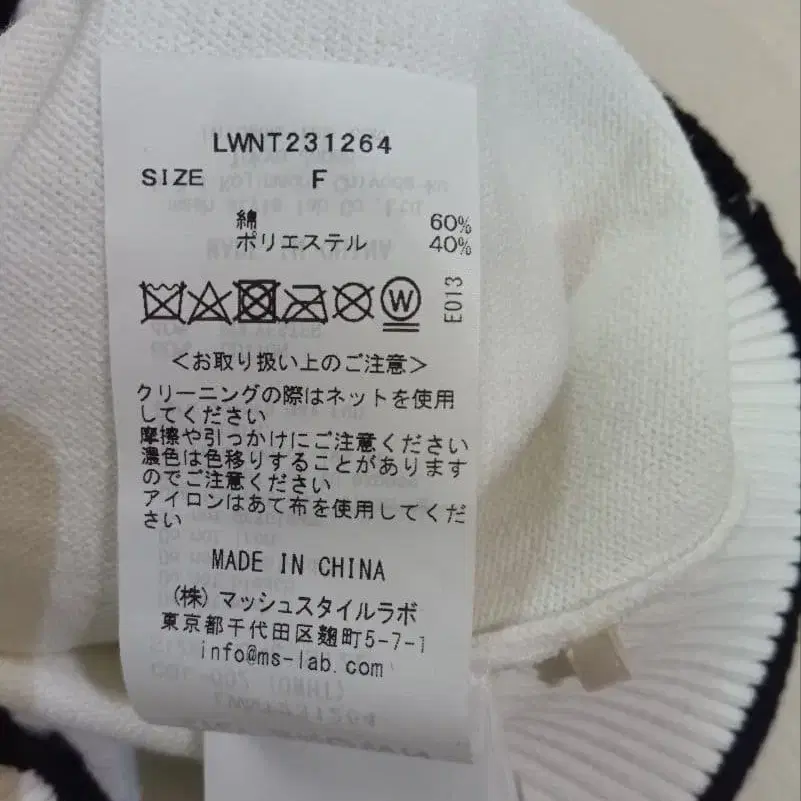 LWNT231264
SIZE F
綿 60%
ポリエステル 40%
W
E013
<お取り扱い上のご注意>
クリーニングの際はネットを使用
してください
摩擦や引っかけにご注意ください
濃色は色移りすることがあります
のでご注意ください
アイロンはあて布を使用してくだ
さい
MADE IN CHINA
(株)マッシュスタイルラボ
東京都千代田区麹町5-7-1
info@ms-lab.com